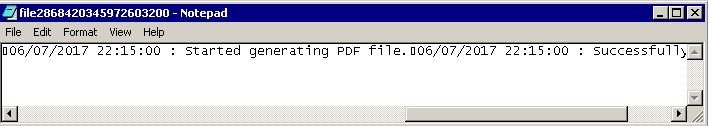 file2868420345972603200 - Notepad
File Edit Format View Help
▯06/07/2017 22:15:00 : Started generating PDF file.▯06/07/2017 22:15:00 : Successfully